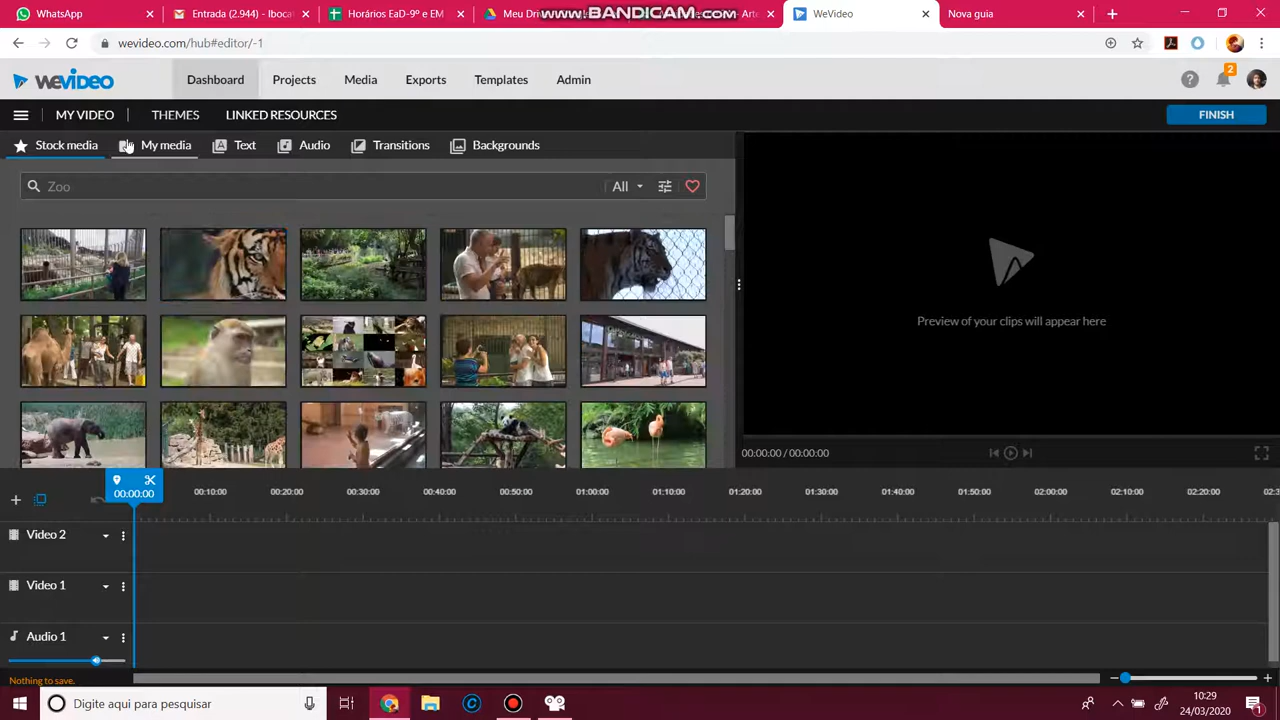 WhatsApp
Entrada (2.944) - lboca
Horários EaD-9º e EM
Meu Dri
www.BANDICAM.com
- Arte
WeVideo
Nova guia
wevideo.com/hub#editor/-1
wevideo
Dashboard
Projects
Media
Exports
Templates
Admin
2
MY VIDEO
THEMES
LINKED RESOURCES
FINISH
Stock media
My media
Text
Audio
Transitions
Backgrounds
Zoo
All
Preview of your clips will appear here
00:00:00 / 00:00:00
00:00:00
00:10:00
00:20:00
00:30:00
00:40:00
00:50:00
01:00:00
01:10:00
01:20:00
01:30:00
01:40:00
01:50:00
02:00:00
02:10:00
02:20:00
02:3
Video 2
Video 1
Audio 1
Nothing to save.
Digite aqui para pesquisar
10:29
24/03/2020
1